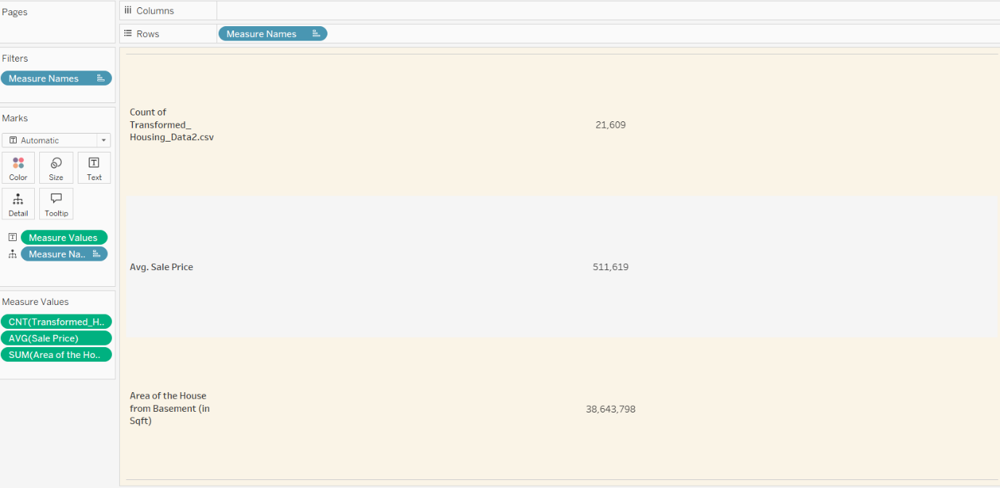 Pages
Columns
Rows
Measure Names
Filters
Measure Names
Marks
Automatic
Color
Size
Text
Detail
Tooltip
Measure Values
Measure Na..
Measure Values
CNT(Transformed_H..
AVG(Sale Price)
SUM(Area of the Ho..
Count of
Transformed_
Housing_Data2.csv
21,609
Avg. Sale Price
511,619
Area of the House
from Basement (in
Sqft)
38,643,798